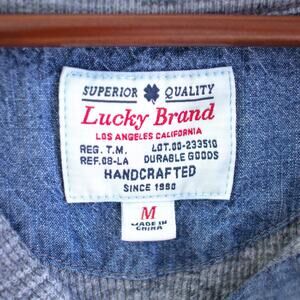 SUPERIOR QUALITY
Lucky Brand
LOS ANGELES CALIFORNIA
REG. T.M. LOT.00-233510
REF.08-LA DURABLE GOODS
HANDCRAFTED
SINCE 1990
M
MADE IN
CHINA